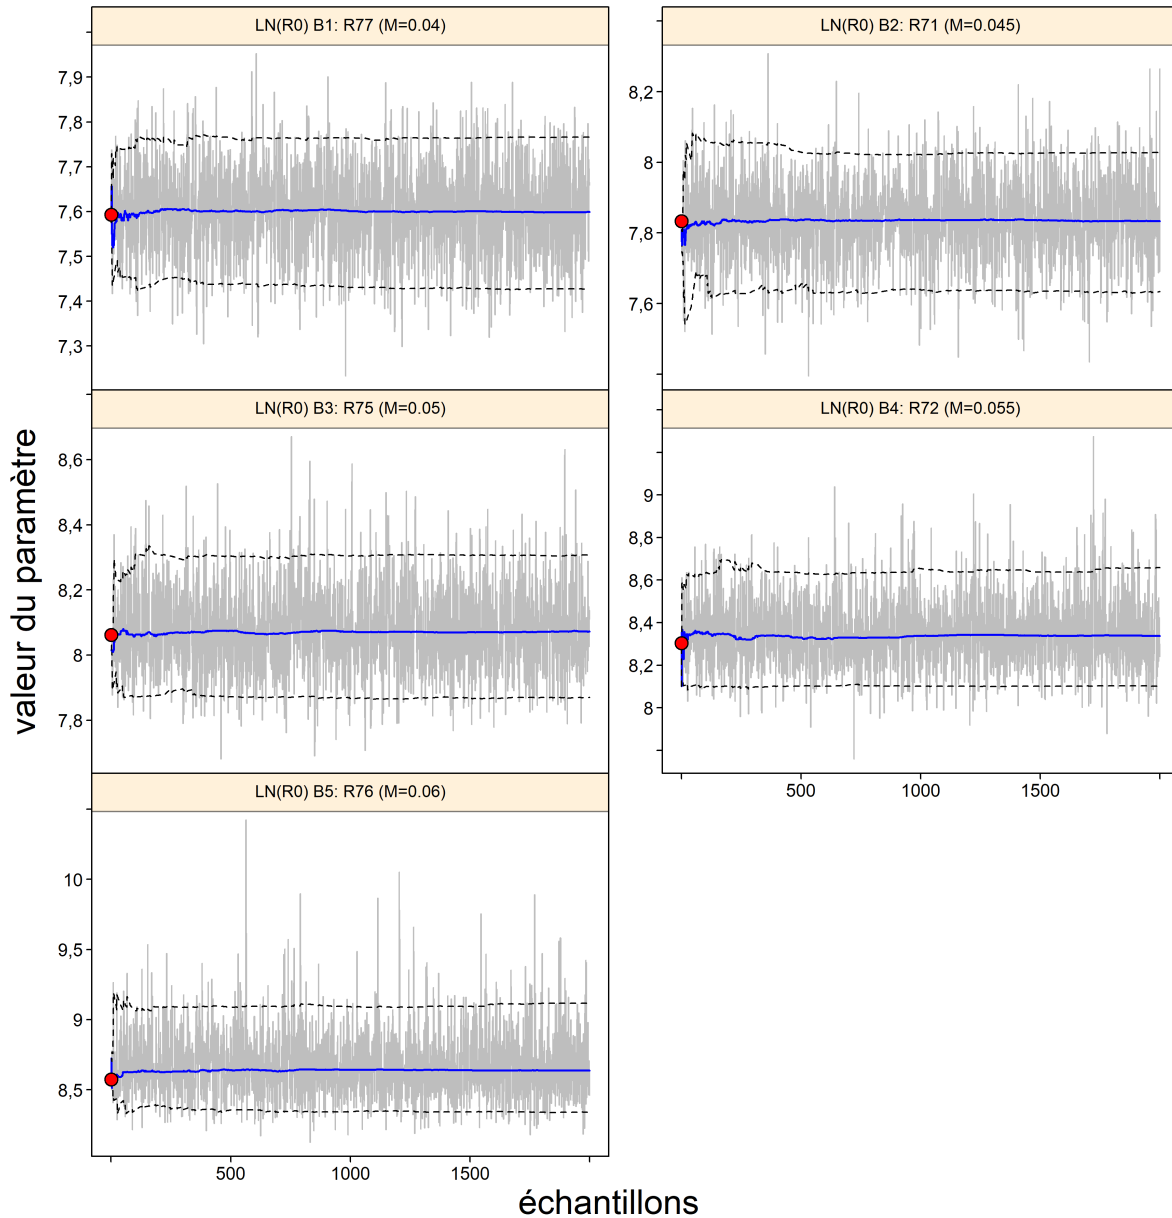 LN(R0) B1: R77 (M=0.04)
7,9
7,8
7,7
7,6
7,5
7,4
7,3
LN(R0) B2: R71 (M=0.045)
8,2
8
7,8
7,6
LN(R0) B3: R75 (M=0.05)
8,6
8,4
8,2
8
7,8
LN(R0) B4: R72 (M=0.055)
9
8,8
8,6
8,4
8,2
8
500 1000 1500
LN(R0) B5: R76 (M=0.06)
10
9,5
9
8,5
500 1000 1500
valeur du paramètre
échantillons